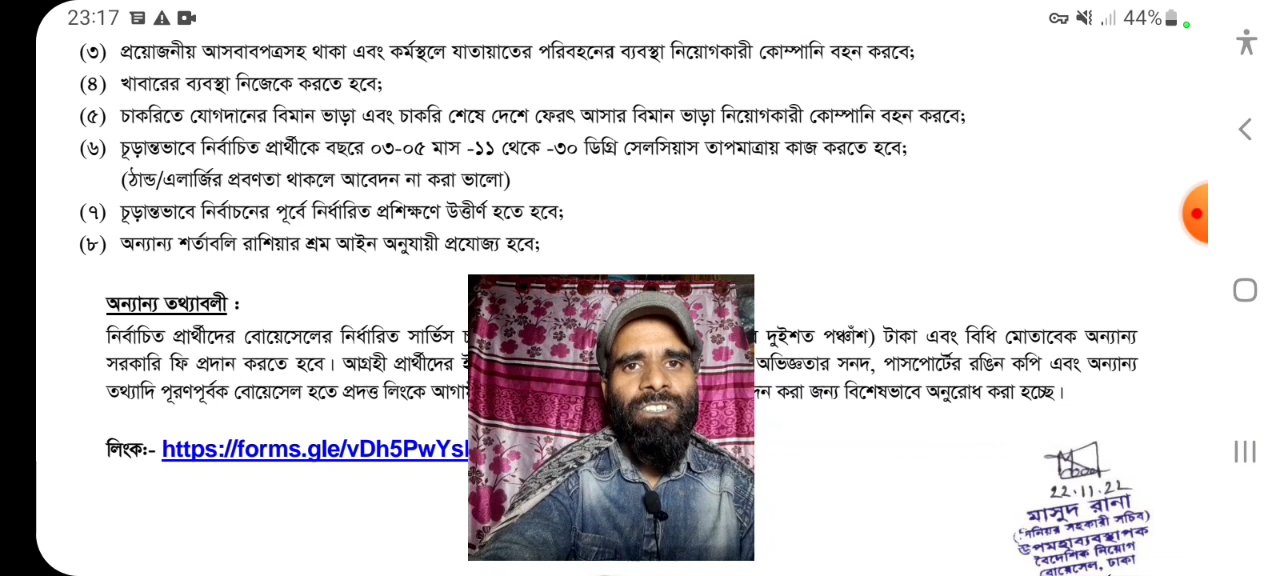 23:17
44%
(৩) প্রয়োজনীয় আসবাবপত্রসহ থাকা এবং কর্মস্থলে যাতায়াতের পরিবহনের ব্যবস্থা নিয়োগকারী কোম্পানি বহন করবে;
(৪) খাবারের ব্যবস্থা নিজেকে করতে হবে;
(৫) চাকরিতে যোগদানের বিমান ভাড়া এবং চাকরি শেষে দেশে ফেরৎ আসার বিমান ভাড়া নিয়োগকারী কোম্পানি বহন করবে;
(৬) চূড়ান্তভাবে নির্বাচিত প্রার্থীকে বছরে ০৩-০৫ মাস -১১ থেকে -৩০ ডিগ্রি সেলসিয়াস তাপমাত্রায় কাজ করতে হবে;
(ঠান্ড/এলার্জির প্রবণতা থাকলে আবেদন না করা ভালো)
(৭) চূড়ান্তভাবে নির্বাচনের পূর্বে নির্ধারিত প্রশিক্ষণে উত্তীর্ণ হতে হবে;
(৮) অন্যান্য শর্তাবলি রাশিয়ার শ্রম আইন অনুযায়ী প্রযোজ্য হবে;
অন্যান্য তথ্যাবলী :
নির্বাচিত প্রার্থীদের বোয়েসেলের নির্ধারিত সার্ভিস দুইশত পঞ্চাঁশ) টাকা এবং বিধি মোতাবেক অন্যান্য
সরকারি ফি প্রদান করতে হবে। আগ্রহী প্রার্থীদের অভিজ্ঞতার সনদ, পাসপোর্টের রঙিন কপি এবং অন্যান্য
তথ্যাদি পূরণপূর্বক বোয়েসেল হতে প্রদত্ত লিংকে করা জন্য বিশেষভাবে অনুরোধ করা হচ্ছে।
লিংক:- https://forms.gle/vDh5PwYs
22.11.22
মাসুদ রানা
(সিনিয়র সহকারী সচিব)
উপমহাব্যবস্থাপক
বৈদেশিক নিয়োগ
বোয়েসেল, ঢাকা